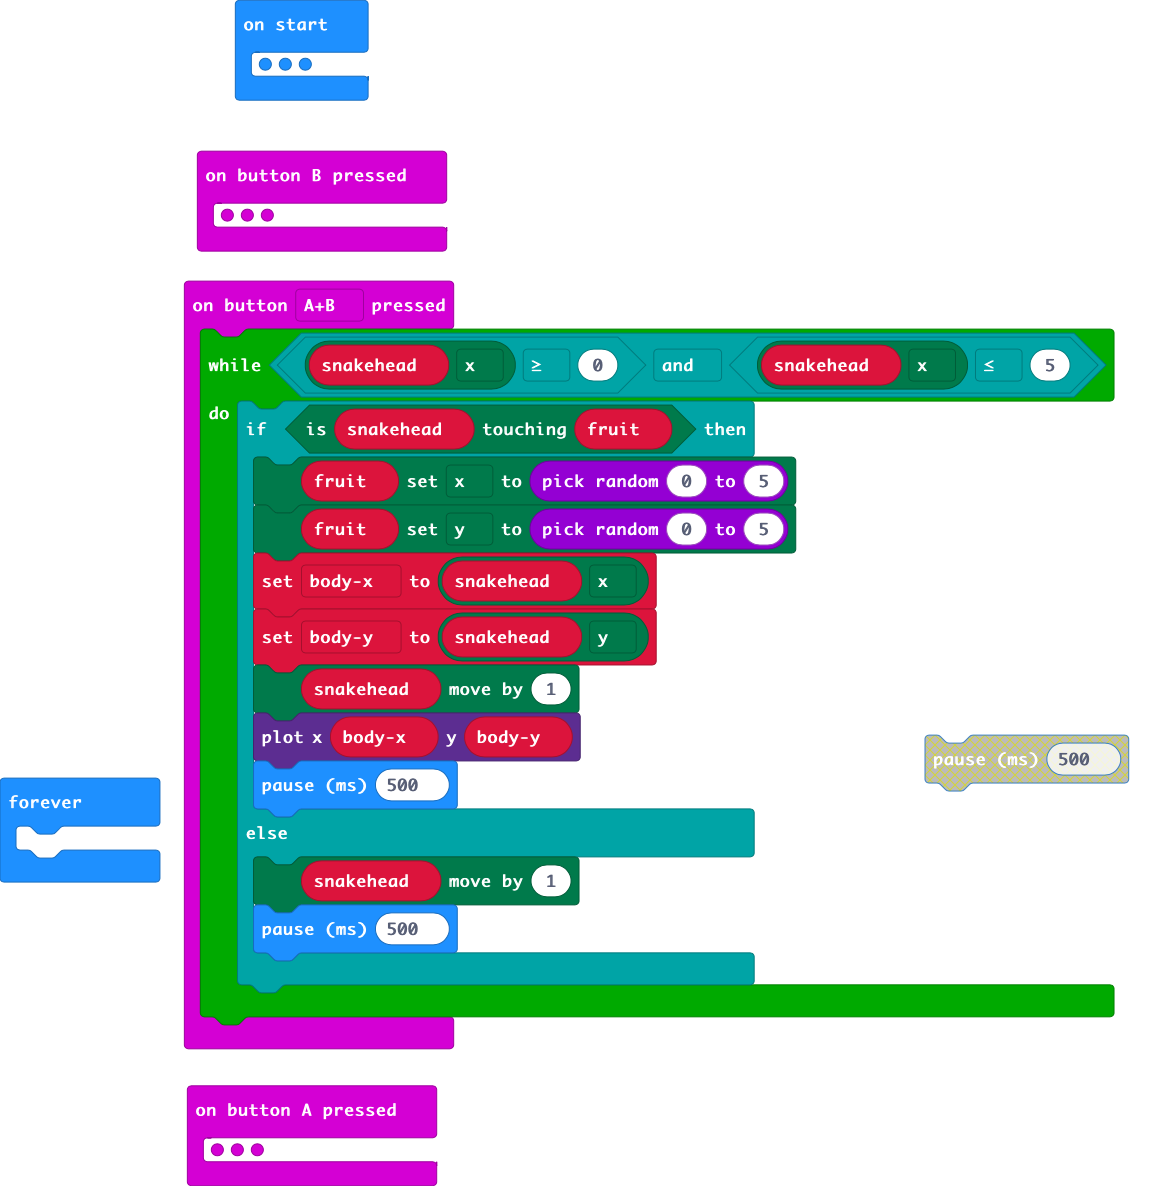 on start
on button B pressed
on button A+B pressed
while snakehead x ≥ 0 and snakehead x ≤ 5
do
if is snakehead touching fruit then
fruit set x to pick random 0 to 5
fruit set y to pick random 0 to 5
set body-x to snakehead x
set body-y to snakehead y
snakehead move by 1
plot x body-x y body-y
pause (ms) 500
pause (ms) 500
forever
else
snakehead move by 1
pause (ms) 500
on button A pressed